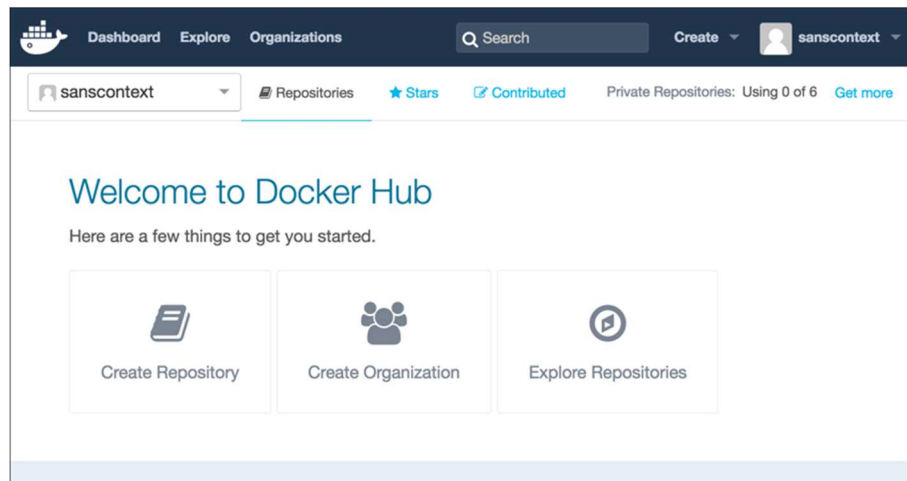 Dashboard Explore Organizations Search Create sanscontext
sanscontext Repositories Stars Contributed Private Repositories: Using 0 of 6 Get more
Welcome to Docker Hub
Here are a few things to get you started.
Create Repository Create Organization Explore Repositories